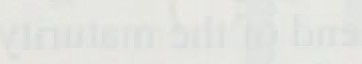 end of the maturity